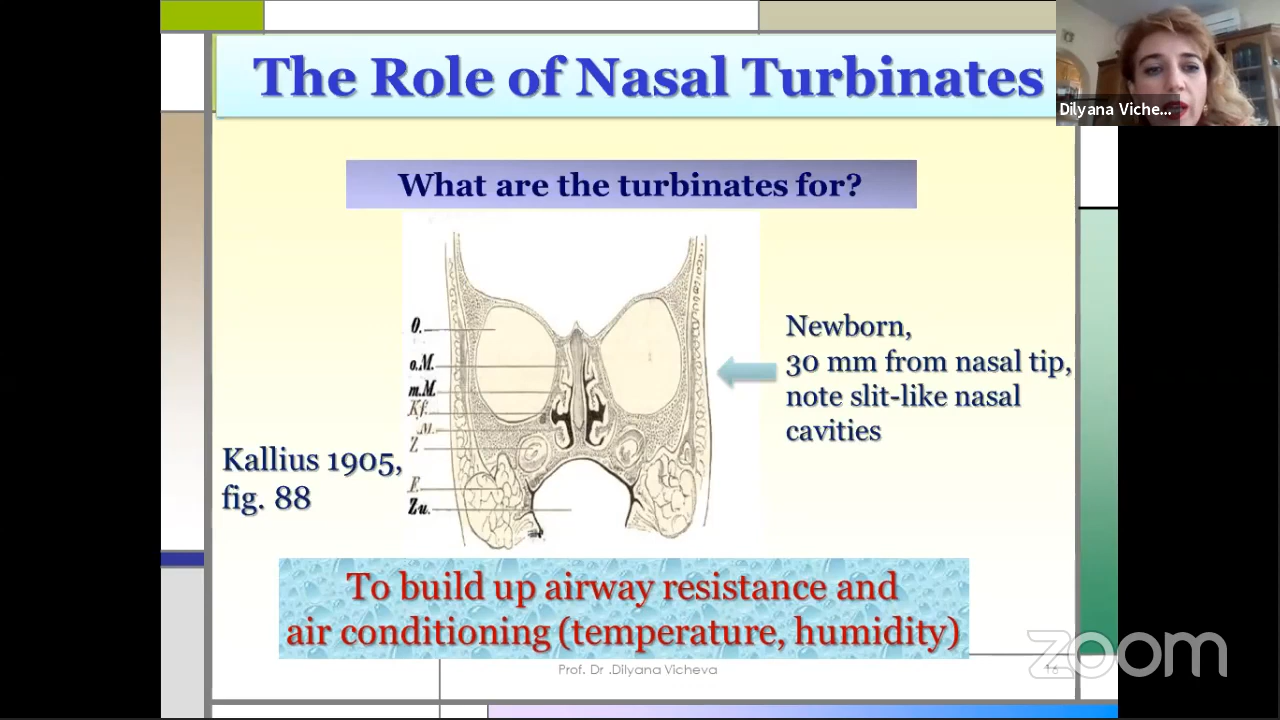 The Role of Nasal Turbinates
Dilyana Viche...
What are the turbinates for?
O.
o.M.
m.M.
Kf.
M.
Z
F.
Zu.
Newborn,
30 mm from nasal tip,
note slit-like nasal
cavities
Kallius 1905,
fig. 88
To build up airway resistance and
air conditioning (temperature, humidity)
Prof. Dr .Dilyana Vicheva
16
zoom